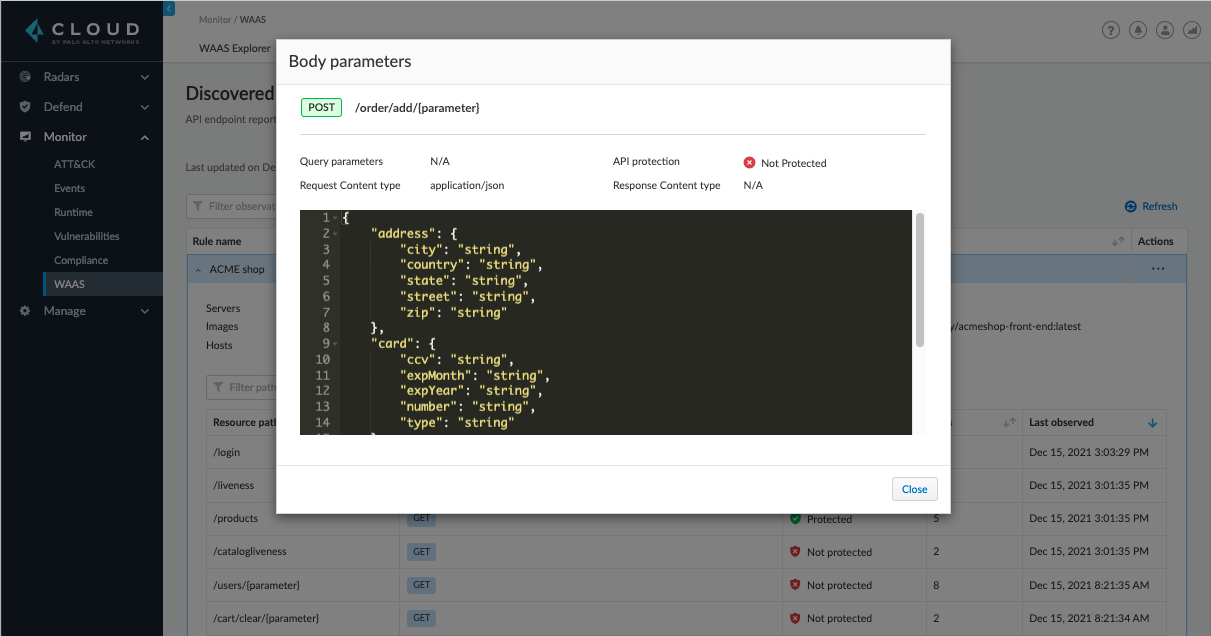 CLOUD
BY PALO ALTO NETWORKS
Radars
Defend
Monitor
ATT&CK
Events
Runtime
Vulnerabilities
Compliance
WAAS
Manage
Monitor / WAAS
WAAS Explorer
Discovered
API endpoint report
Last updated on De
Filter observat
Refresh
Rule name
Actions
ACME shop
Servers
Images
Hosts
y/acmeshop-front-end:latest
Filter path
Body parameters
POST /order/add/{parameter}
Query parameters N/A API protection Not Protected
Request Content type application/json Response Content type N/A
1 {
2 "address": {
3 "city": "string",
4 "country": "string",
5 "state": "string",
6 "street": "string",
7 "zip": "string"
8 },
9 "card": {
10 "ccv": "string",
11 "expMonth": "string",
12 "expYear": "string",
13 "number": "string",
14 "type": "string"
Close
Resource path Last observed
/login Dec 15, 2021 3:03:29 PM
/liveness Dec 15, 2021 3:01:35 PM
/products GET Protected 5 Dec 15, 2021 3:01:35 PM
/catalogliveness GET Not protected 2 Dec 15, 2021 3:01:35 PM
/users/{parameter} GET Not protected 8 Dec 15, 2021 8:21:35 AM
/cart/clear/{parameter} GET Not protected 2 Dec 15, 2021 8:21:34 AM